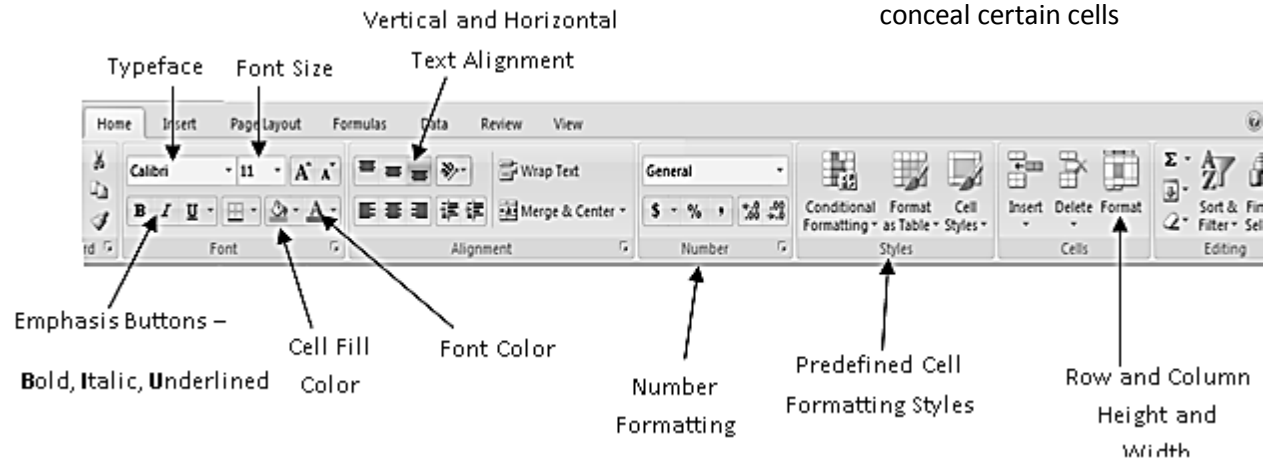 conceal certain cells
Vertical and Horizontal
Text Alignment
Typeface
Font Size
Home Insert Page Layout Formulas Data Review View
Calibri 11 A A
Wrap Text
General
Conditional Formatting
Format as Table
Cell Styles
Insert Delete Format
Σ
Sort & Filter
B I U A
Merge & Center
$ % ,
Font
Alignment
Number
Styles
Cells
Editing
Emphasis Buttons –
Bold, Italic, Underlined
Cell Fill
Color
Font Color
Number
Formatting
Predefined Cell
Formatting Styles
Row and Column
Height and
Width